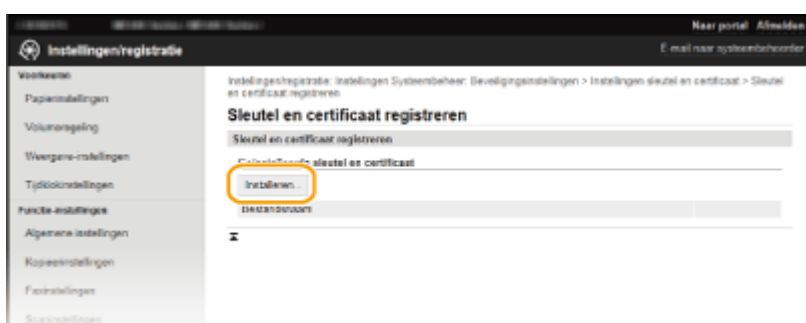 Naar portal Afmelden
Instellingen/registratie
E-mail naar systeembeheerder
Voorkeuren
Papierinstellingen
Volumeregeling
Weergave-instellingen
Tijdklokinstellingen
Functie-instellingen
Algemene instellingen
Kopieerinstellingen
Faxinstellingen
Scaninstellingen
Instellingen/registratie: Instellingen Systeembeheer: Beveiligingsinstellingen > Instellingen sleutel en certificaat > Sleutel
en certificaat registreren
Sleutel en certificaat registreren
Sleutel en certificaat registreren
sleutel en certificaat
Installeren...
Bestandsnaam